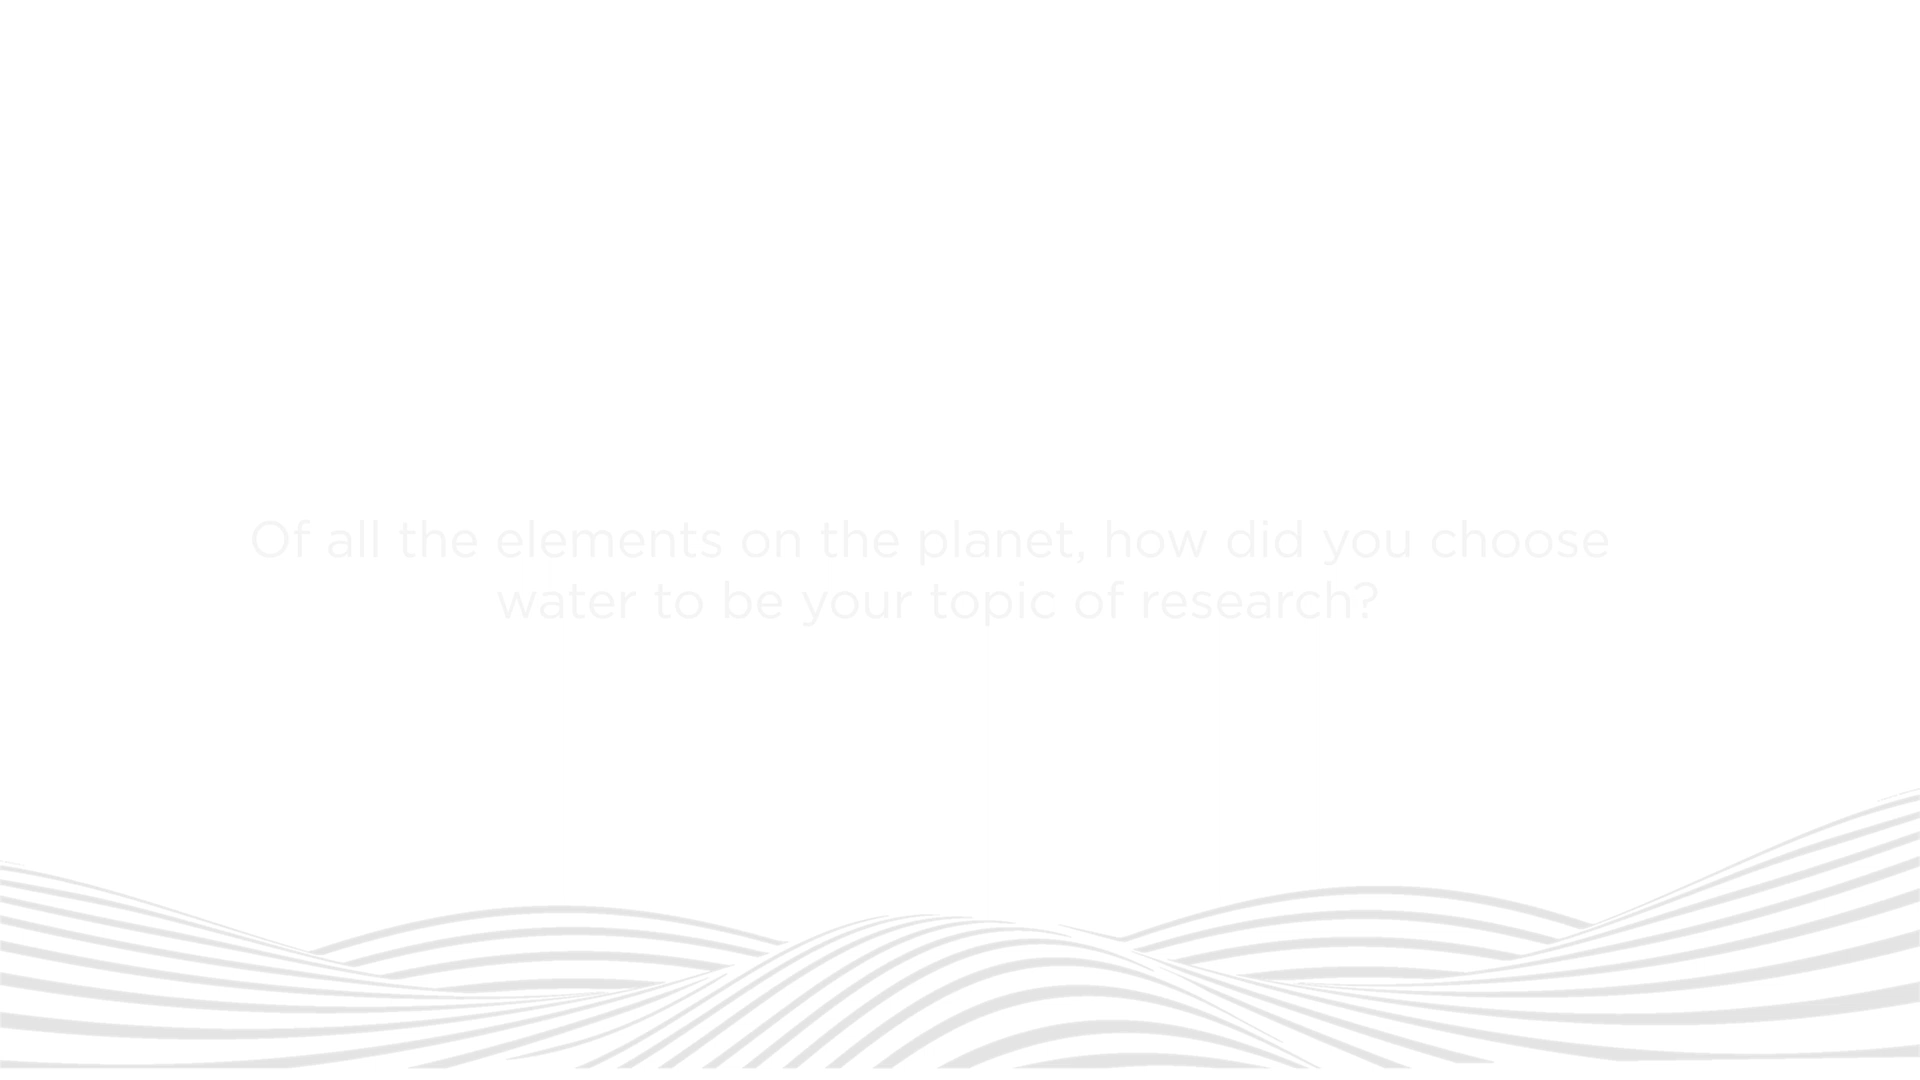 Of all the elements on the planet, how did you choose
water to be your topic of research?